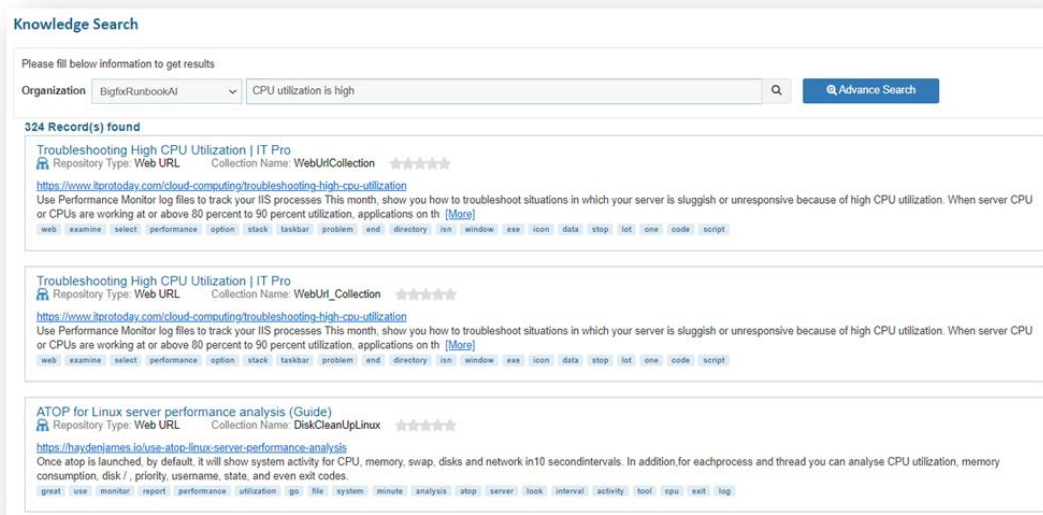 Knowledge Search
Please fill below information to get results
Organization BigfixRunbookAI CPU utilization is high Advance Search
324 Record(s) found
Troubleshooting High CPU Utilization | IT Pro
Repository Type: Web URL Collection Name: WebUrlCollection
https://www.itprotoday.com/cloud-computing/troubleshooting-high-cpu-utilization
Use Performance Monitor log files to track your IIS processes This month, show you how to troubleshoot situations in which your server is sluggish or unresponsive because of high CPU utilization. When server CPU
or CPUs are working at or above 80 percent to 90 percent utilization, applications on th [More]
web examine select performance option stack taskbar problem end directory isn window exe icon data stop lot one code script
Troubleshooting High CPU Utilization | IT Pro
Repository Type: Web URL Collection Name: WebUrl_Collection
https://www.itprotoday.com/cloud-computing/troubleshooting-high-cpu-utilization
Use Performance Monitor log files to track your IIS processes This month, show you how to troubleshoot situations in which your server is sluggish or unresponsive because of high CPU utilization. When server CPU
or CPUs are working at or above 80 percent to 90 percent utilization, applications on th [More]
web examine select performance option stack taskbar problem end directory isn window exe icon data stop lot one code script
ATOP for Linux server performance analysis (Guide)
Repository Type: Web URL Collection Name: DiskCleanUpLinux
https://haydenjames.io/use-atop-linux-server-performance-analysis
Once atop is launched, by default, it will show system activity for CPU, memory, swap, disks and network in10 secondintervals. In addition,for eachprocess and thread you can analyse CPU utilization, memory
consumption, disk / , priority, username, state, and even exit codes.
great use monitor report performance utilization go file system minute analysis atop server look interval activity tool cpu exit log